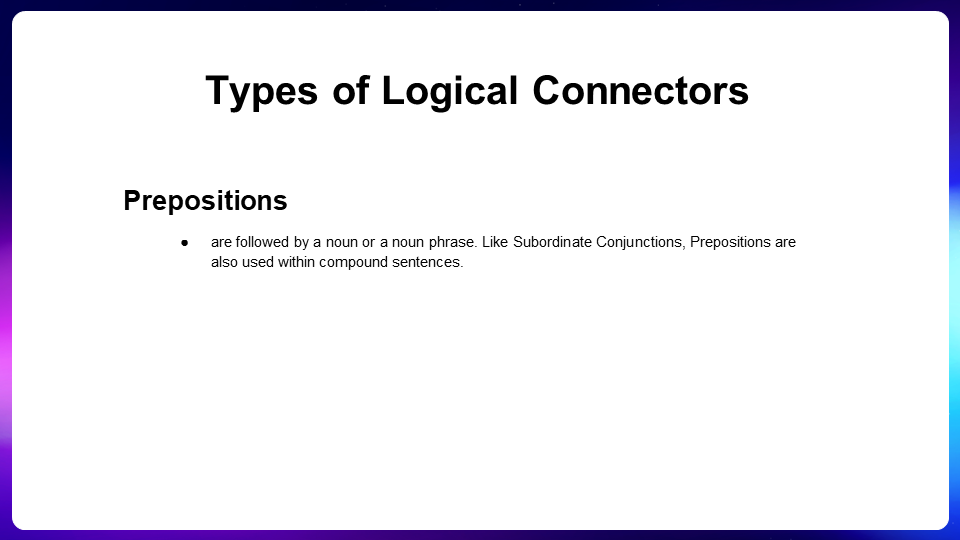 Types of Logical Connectors
Prepositions
● are followed by a noun or a noun phrase. Like Subordinate Conjunctions, Prepositions are
also used within compound sentences.